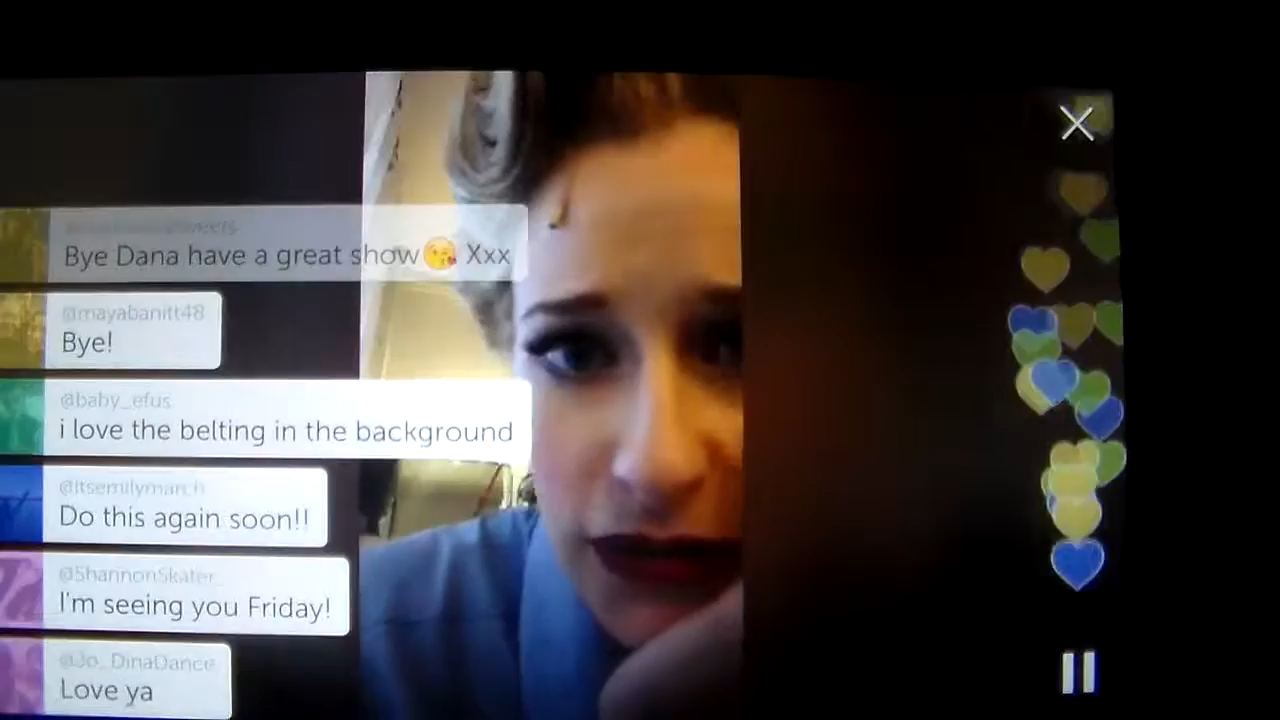 Bye Dana have a great show😘 Xxx
@mayabanitt48
Bye!
@baby_efus
i love the belting in the background
@itsemilymarch
Do this again soon!!
@ShannonSkater_
I'm seeing you Friday!
@Jo_DinaDance
Love ya